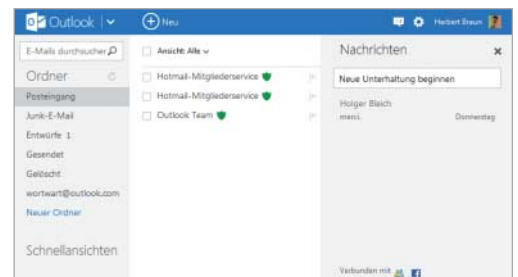 Outlook
Neu
Herbert Braun
E-Mails durchsucher
Ordner
Posteingang
Junk-E-Mail
Entwürfe 1
Gesendet
Gelöscht
wortwart@outlook.com
Neuer Ordner
Schnellansichten
Ansicht: Alle
Hotmail-Mitgliederservice
Hotmail-Mitgliederservice
Outlook Team
Nachrichten
Neue Unterhaltung beginnen
Holger Bleich
merci.
Donnerstag
Verbunden mit